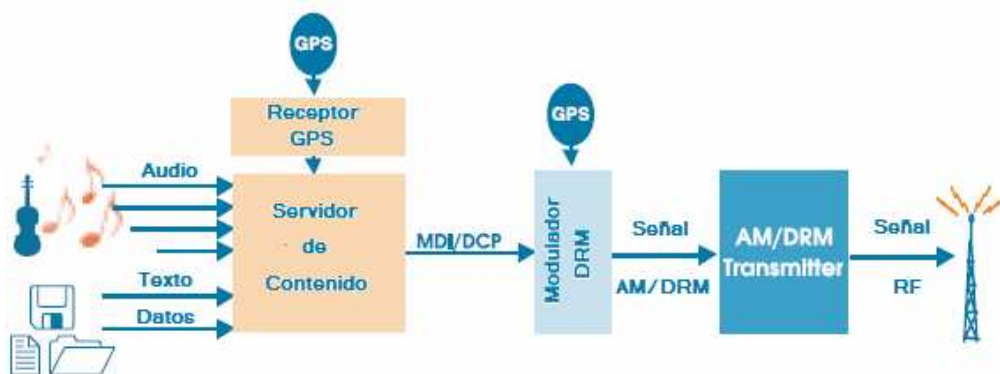 GPS
Receptor
GPS
Audio
Servidor
de
Contenido
Texto
Datos
MDI/DCP
GPS
Modulador
DRM
Señal
AM/DRM
AM/DRM
Transmitter
Señal
RF